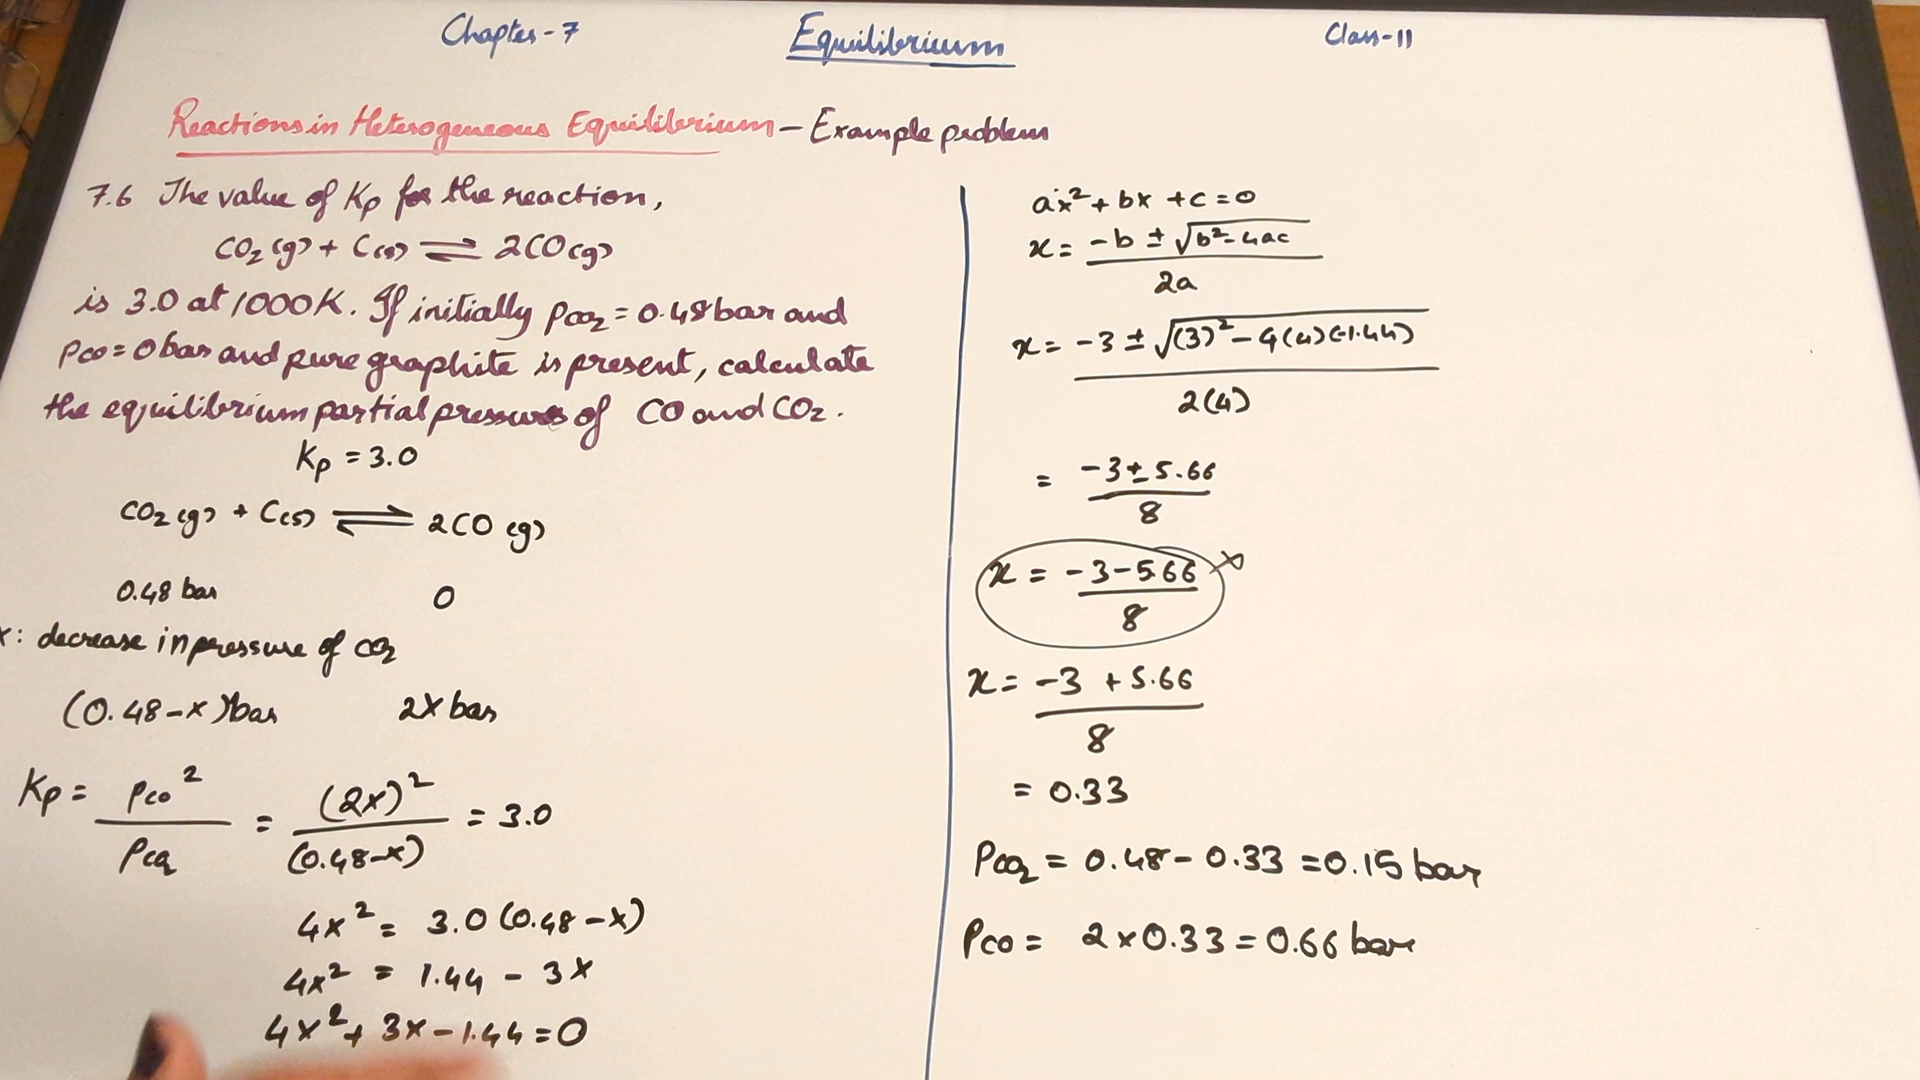 Chapter-7 Equilibrium Class-11
Reactions in Heterogeneous Equilibrium - Example problem
7.6 The value of Kp for the reaction,
CO2(g) + C(s) ⇌ 2CO(g)
is 3.0 at 1000K. If initially pCO2 = 0.48 bar and
pCO = 0 bar and pure graphite is present, calculate
the equilibrium partial pressures of CO and CO2.
Kp = 3.0
CO2(g) + C(s) ⇌ 2CO(g)
0.48 bar 0
x: decrease in pressure of CO2
(0.48-x) bar 2x bar
Kp = pCO² / pCO2 = (2x)² / (0.48-x) = 3.0
4x² = 3.0 (0.48-x)
4x² = 1.44 - 3x
4x² + 3x - 1.44 = 0
ax² + bx + c = 0
x = -b ± √b²-4ac / 2a
x = -3 ± √(3)² - 4(4)(-1.44) / 2(4)
= -3 ± 5.66 / 8
x = -3 - 5.66 / 8 ×
x = -3 + 5.66 / 8
= 0.33
PCO2 = 0.48 - 0.33 = 0.15 bar
PCO = 2 × 0.33 = 0.66 bar